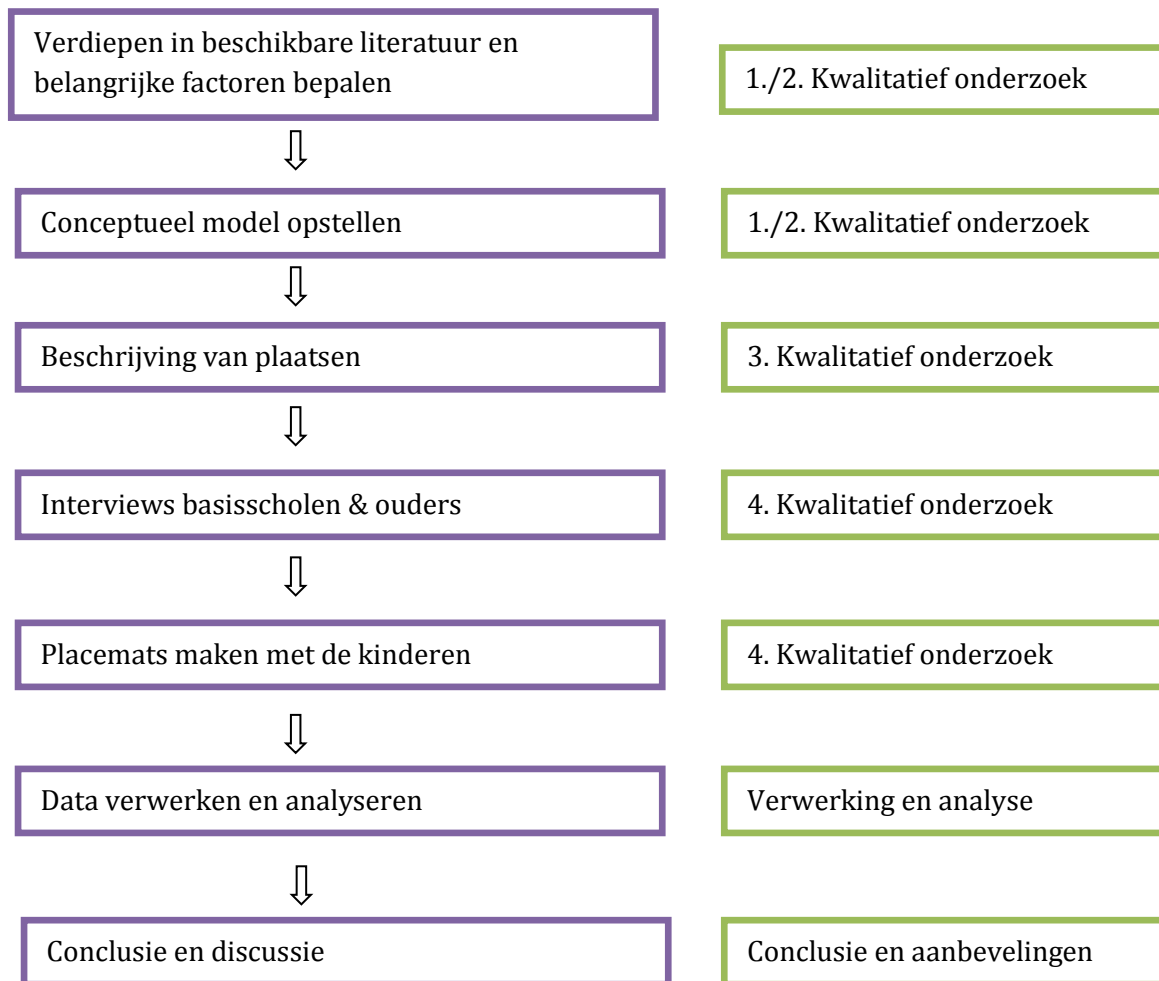 Verdiepen in beschikbare literatuur en
belangrijke factoren bepalen
1./2. Kwalitatief onderzoek
Conceptueel model opstellen
1./2. Kwalitatief onderzoek
Beschrijving van plaatsen
3. Kwalitatief onderzoek
Interviews basisscholen & ouders
4. Kwalitatief onderzoek
Placemats maken met de kinderen
4. Kwalitatief onderzoek
Data verwerken en analyseren
Verwerking en analyse
Conclusie en discussie
Conclusie en aanbevelingen